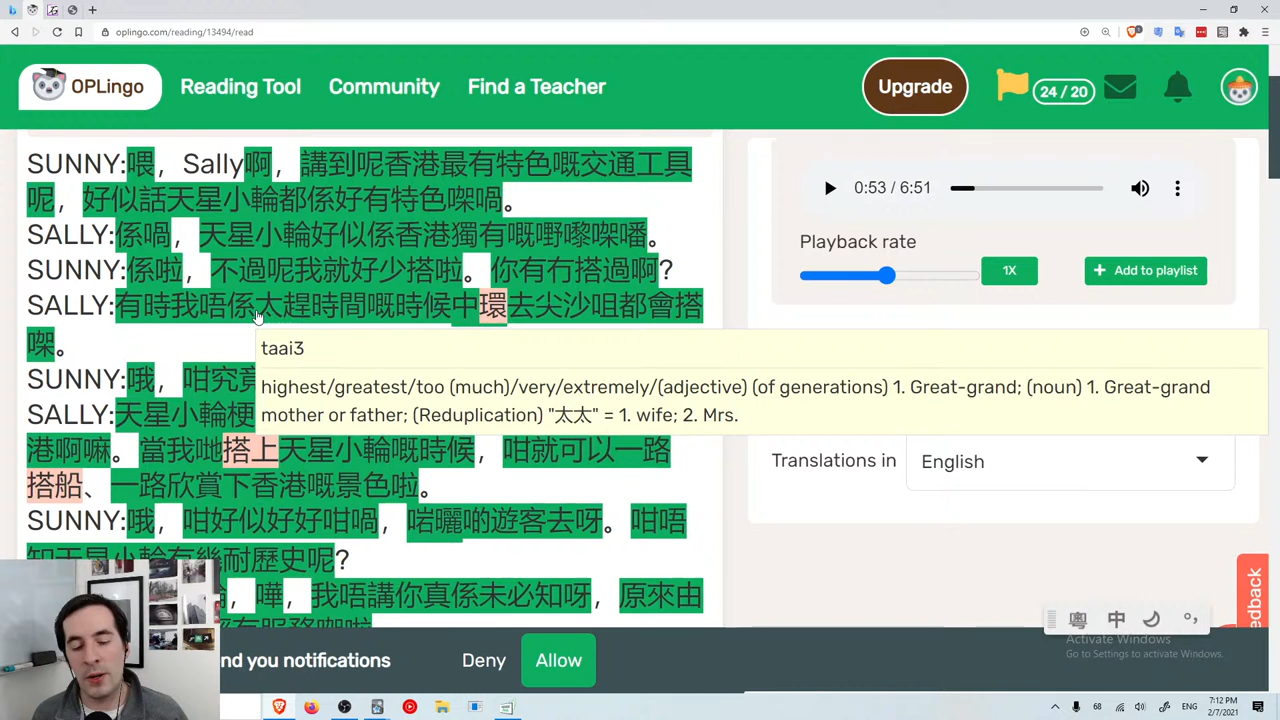 oplingo.com/reading/13494/read
OPLingo
Reading Tool
Community
Find a Teacher
Upgrade
24 / 20
SUNNY:喂，Sally啊，講到呢香港最有特色嘅交通工具
呢，好似話天星小輪都係好有特色㗎喎。
SALLY:係喎，天星小輪好似係香港獨有嘅嘢嚟㗎噃。
SUNNY:係啦，不過呢我就好少搭啦。你有冇搭過啊?
SALLY:有時我唔係太趕時間嘅時候中環去尖沙咀都會搭
㗎。
SUNNY:哦，咁究竟
SALLY:天星小輪梗
港啊嘛。當我哋搭上天星小輪嘅時候，咁就可以一路
搭船、一路欣賞下香港嘅景色啦。
SUNNY:哦，咁好似好好咁喎，啱曬啲遊客去呀。咁唔
知天星小輪有幾耐歷史呢?
，嘩，我唔講你真係未必知呀，原來由
taai3
highest/greatest/too (much)/very/extremely/(adjective) (of generations) 1. Great-grand; (noun) 1. Great-grand
mother or father; (Reduplication) "太太" = 1. wife; 2. Mrs.
0:53 / 6:51
Playback rate
1X
+ Add to playlist
Translations in
English
edback
粵 中
Activate Windows
Go to Settings to activate Windows.
nd you notifications
Deny
Allow
68
ENG
7:12 PM
2/7/2021